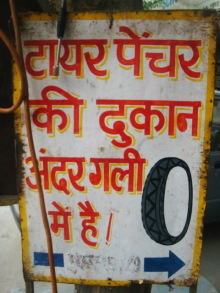 टायर पेंचर
की दुकान
अंदर गली
में है।